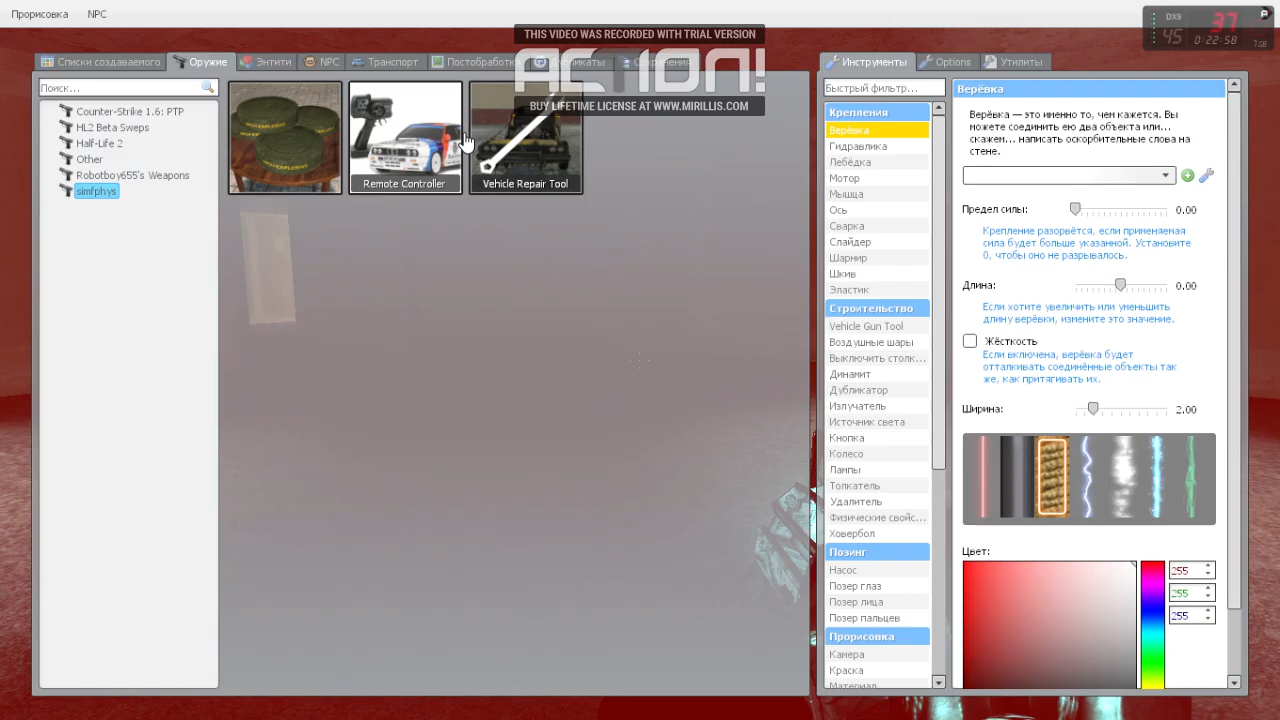 Прорисовка NPC
THIS VIDEO WAS RECORDED WITH TRIAL VERSION
ACTION!
BUY LIFETIME LICENSE AT WWW.MIRILLIS.COM
DX9
37
45
0:22:58
Списки создаваемого Оружие Энтити NPC Транспорт Постобработка Дубликаты Сохранения
Поиск...
Counter-Strike 1.6: PTP
HL2 Beta Sweps
Half-Life 2
Other
Robotboy655's Weapons
simfphys
Remote Controller
Vehicle Repair Tool
Инструменты Options Утилиты
Быстрый фильтр...
Крепления
Верёвка
Гидравлика
Лебёдка
Мотор
Мышца
Ось
Сварка
Слайдер
Шарнир
Шкив
Эластик
Строительство
Vehicle Gun Tool
Воздушные шары
Выключить столк...
Динамит
Дубликатор
Излучатель
Источник света
Кнопка
Колесо
Лампы
Толкатель
Удалитель
Физические свойс...
Ховербол
Позинг
Насос
Позер глаз
Позер лица
Позер пальцев
Прорисовка
Камера
Краска
Материал
Верёвка
Верёвка — это именно то, чем кажется. Вы
можете соединить ею два объекта или...
скажем... написать оскорбительные слова на
стене.
Предел силы: 0.00
Крепление разорвётся, если применяемая
сила будет больше указанной. Установите
0, чтобы оно не разрывалось.
Длина: 0.00
Если хотите увеличить или уменьшить
длину верёвки, измените это значение.
Жёсткость
Если включена, верёвка будет
отталкивать соединённые объекты так
же, как притягивать их.
Ширина: 2.00
Цвет:
255
255
255